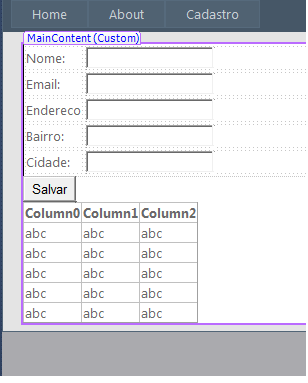 Home About Cadastro
MainContent (Custom)
Nome:
Email:
Endereco
Bairro:
Cidade:
Salvar
Column0 Column1 Column2
abc abc abc
abc abc abc
abc abc abc
abc abc abc
abc abc abc